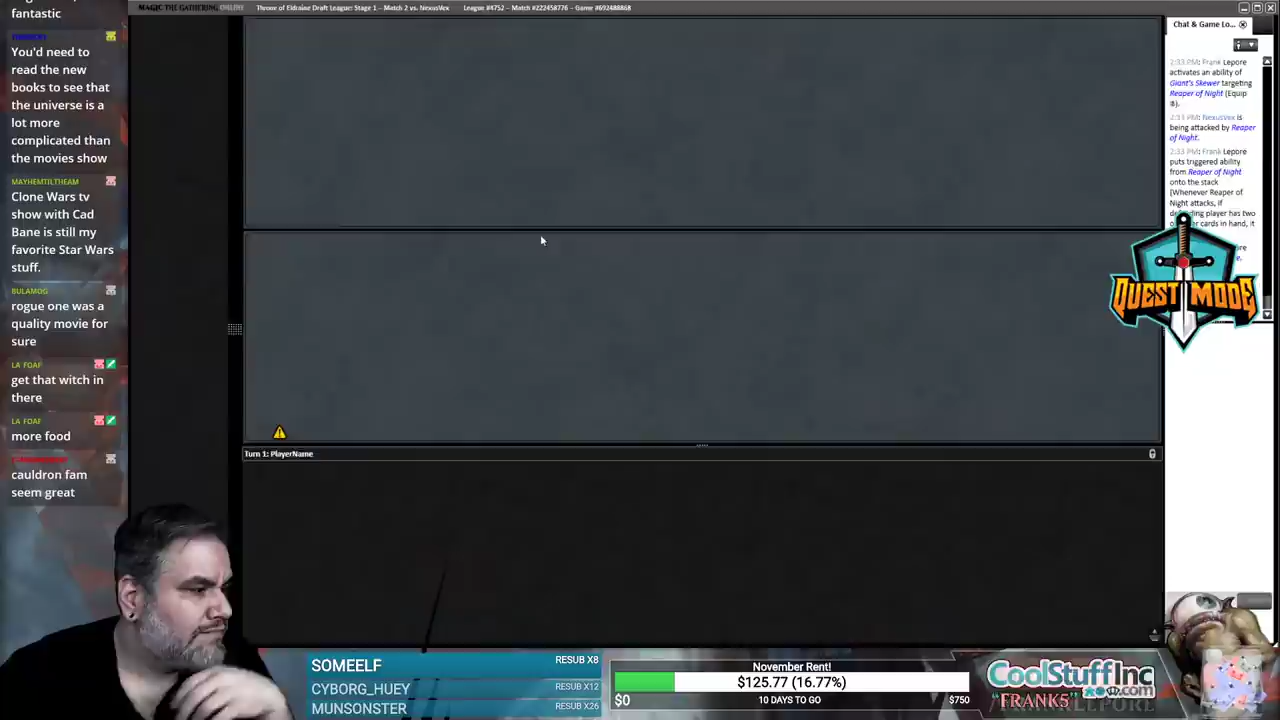 fantastic
You'd need to
read the new
books to see that
the universe is a
lot more
complicated than
the movies show
MAYHEMTILTHEAM
Clone Wars tv
show with Cad
Bane is still my
favorite Star Wars
stuff.
BULAMOG
rogue one was a
quality movie for
sure
LA FOAF
get that witch in
there
LA FOAF
more food
cauldron fam
seem great
MAGIC THE GATHERING ONLINE
Throne of Eldraine Draft League: Stage 1 – Match 2 vs. NexusVex
League #4752 – Match #222458776 – Game #692488868
Turn 1: PlayerName
Chat & Game Lo...
2:33 PM: Frank Lepore
activates an ability of
Giant's Skewer targeting
Reaper of Night (Equip
2:33 PM: NexusVex is
being attacked by Reaper
of Night.
2:33 PM: Frank Lepore
puts triggered ability
from Reaper of Night
onto the stack
(Whenever Reaper of
Night attacks, if
player has two
cards in hand, it
QUEST MODE
SOMEELF
RESUB X8
CYBORG_HUEY
RESUB X12
MUNSONSTER
RESUB X26
November Rent!
$125.77 (16.77%)
$0
10 DAYS TO GO
$750
CoolStuffInc
.com
"FRANK5"
FRANKLEPORE